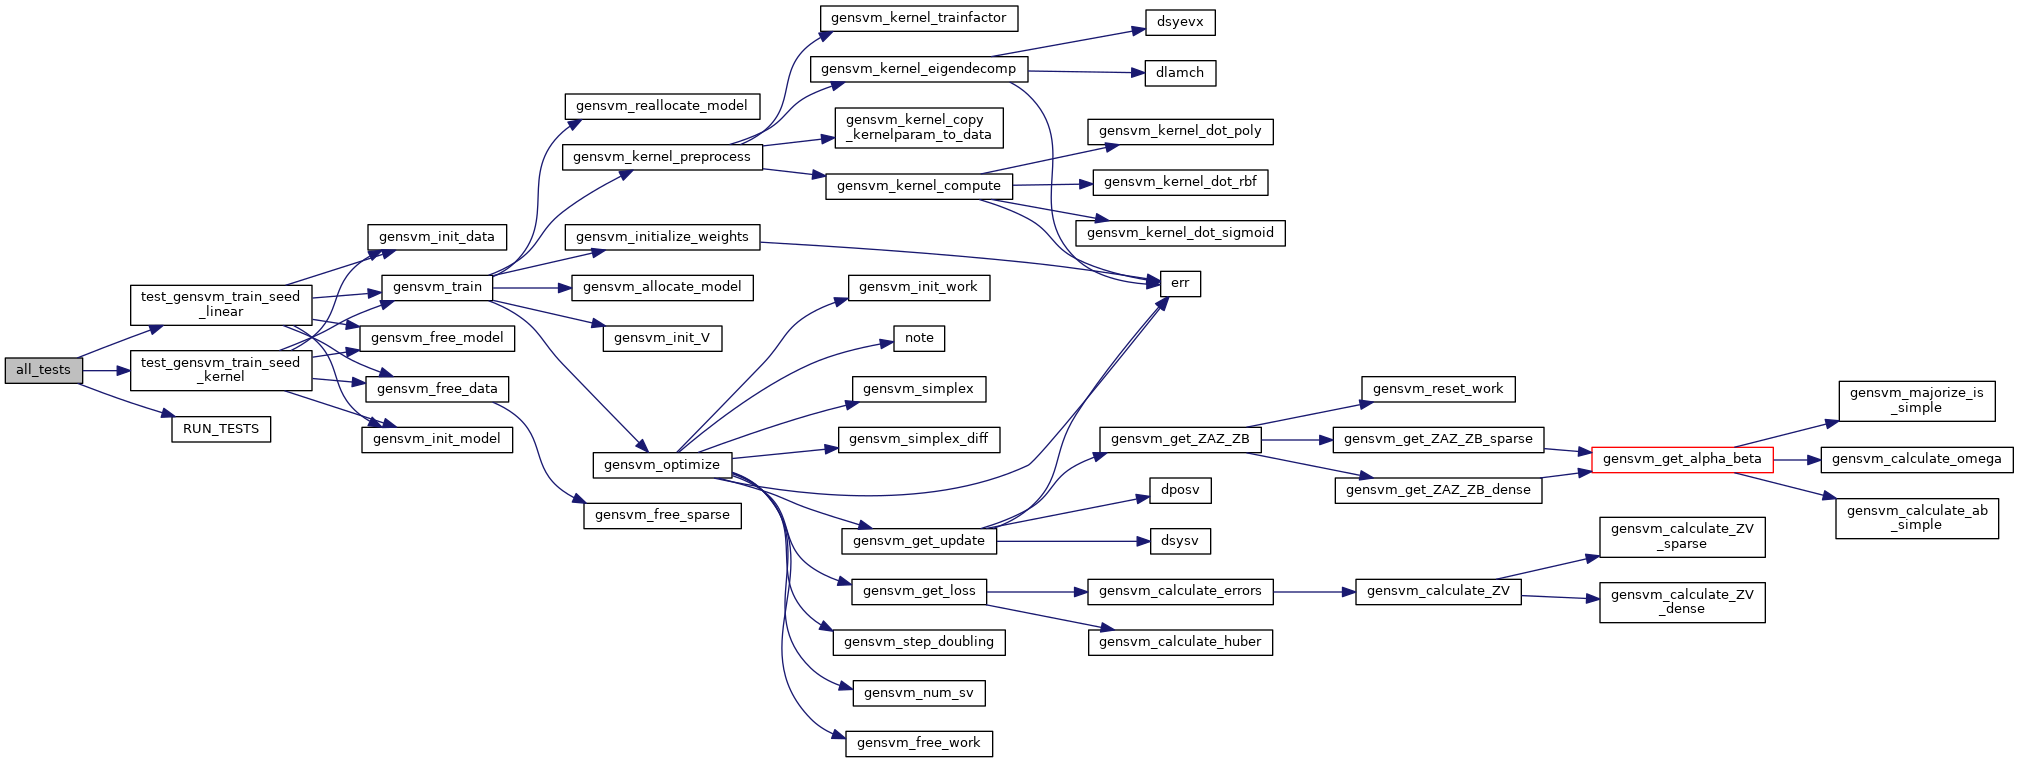 all_tests
test_gensvm_train_seed
_linear
test_gensvm_train_seed
_kernel
RUN_TESTS
gensvm_init_data
gensvm_train
gensvm_free_model
gensvm_free_data
gensvm_init_model
gensvm_reallocate_model
gensvm_kernel_preprocess
gensvm_initialize_weights
gensvm_allocate_model
gensvm_init_V
gensvm_optimize
gensvm_free_sparse
gensvm_kernel_trainfactor
gensvm_kernel_eigendecomp
gensvm_kernel_copy
_kernelparam_to_data
gensvm_kernel_compute
gensvm_init_work
note
gensvm_simplex
gensvm_simplex_diff
gensvm_get_update
gensvm_get_loss
gensvm_step_doubling
gensvm_num_sv
gensvm_free_work
dsyevx
dlamch
gensvm_kernel_dot_poly
gensvm_kernel_dot_rbf
gensvm_kernel_dot_sigmoid
err
gensvm_get_ZAZ_ZB
dposv
dsysv
gensvm_calculate_errors
gensvm_calculate_huber
gensvm_reset_work
gensvm_get_ZAZ_ZB_sparse
gensvm_get_ZAZ_ZB_dense
gensvm_calculate_ZV
gensvm_get_alpha_beta
gensvm_calculate_ZV
_sparse
gensvm_calculate_ZV
_dense
gensvm_majorize_is
_simple
gensvm_calculate_omega
gensvm_calculate_ab
_simple